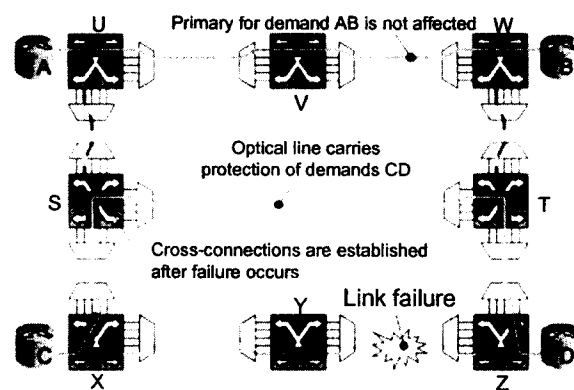 U
Primary for demand AB is not affected
W
A
B
V
Optical line carries
protection of demands CD
S
T
Cross-connections are established
after failure occurs
Y
Link failure
C
D
X
Z